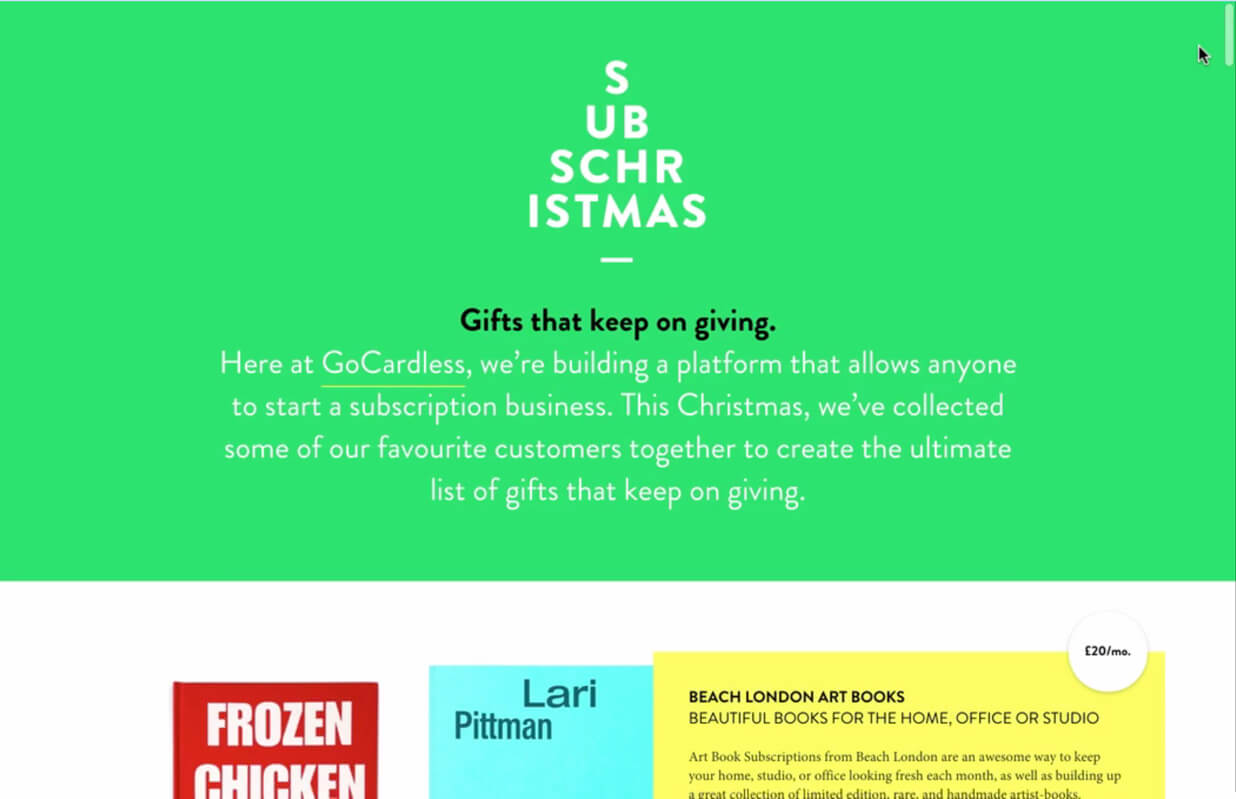 S
UB
SCHR
ISTMAS
Gifts that keep on giving.
Here at GoCardless, we’re building a platform that allows anyone
to start a subscription business. This Christmas, we’ve collected
some of our favourite customers together to create the ultimate
list of gifts that keep on giving.
£20/mo.
FROZEN
CHICKEN
Lari
Pittman
BEACH LONDON ART BOOKS
BEAUTIFUL BOOKS FOR THE HOME, OFFICE OR STUDIO
Art Book Subscriptions from Beach London are an awesome way to keep
your home, studio, or office looking fresh each month, as well as building up
a great collection of limited edition, rare, and handmade artist-books.